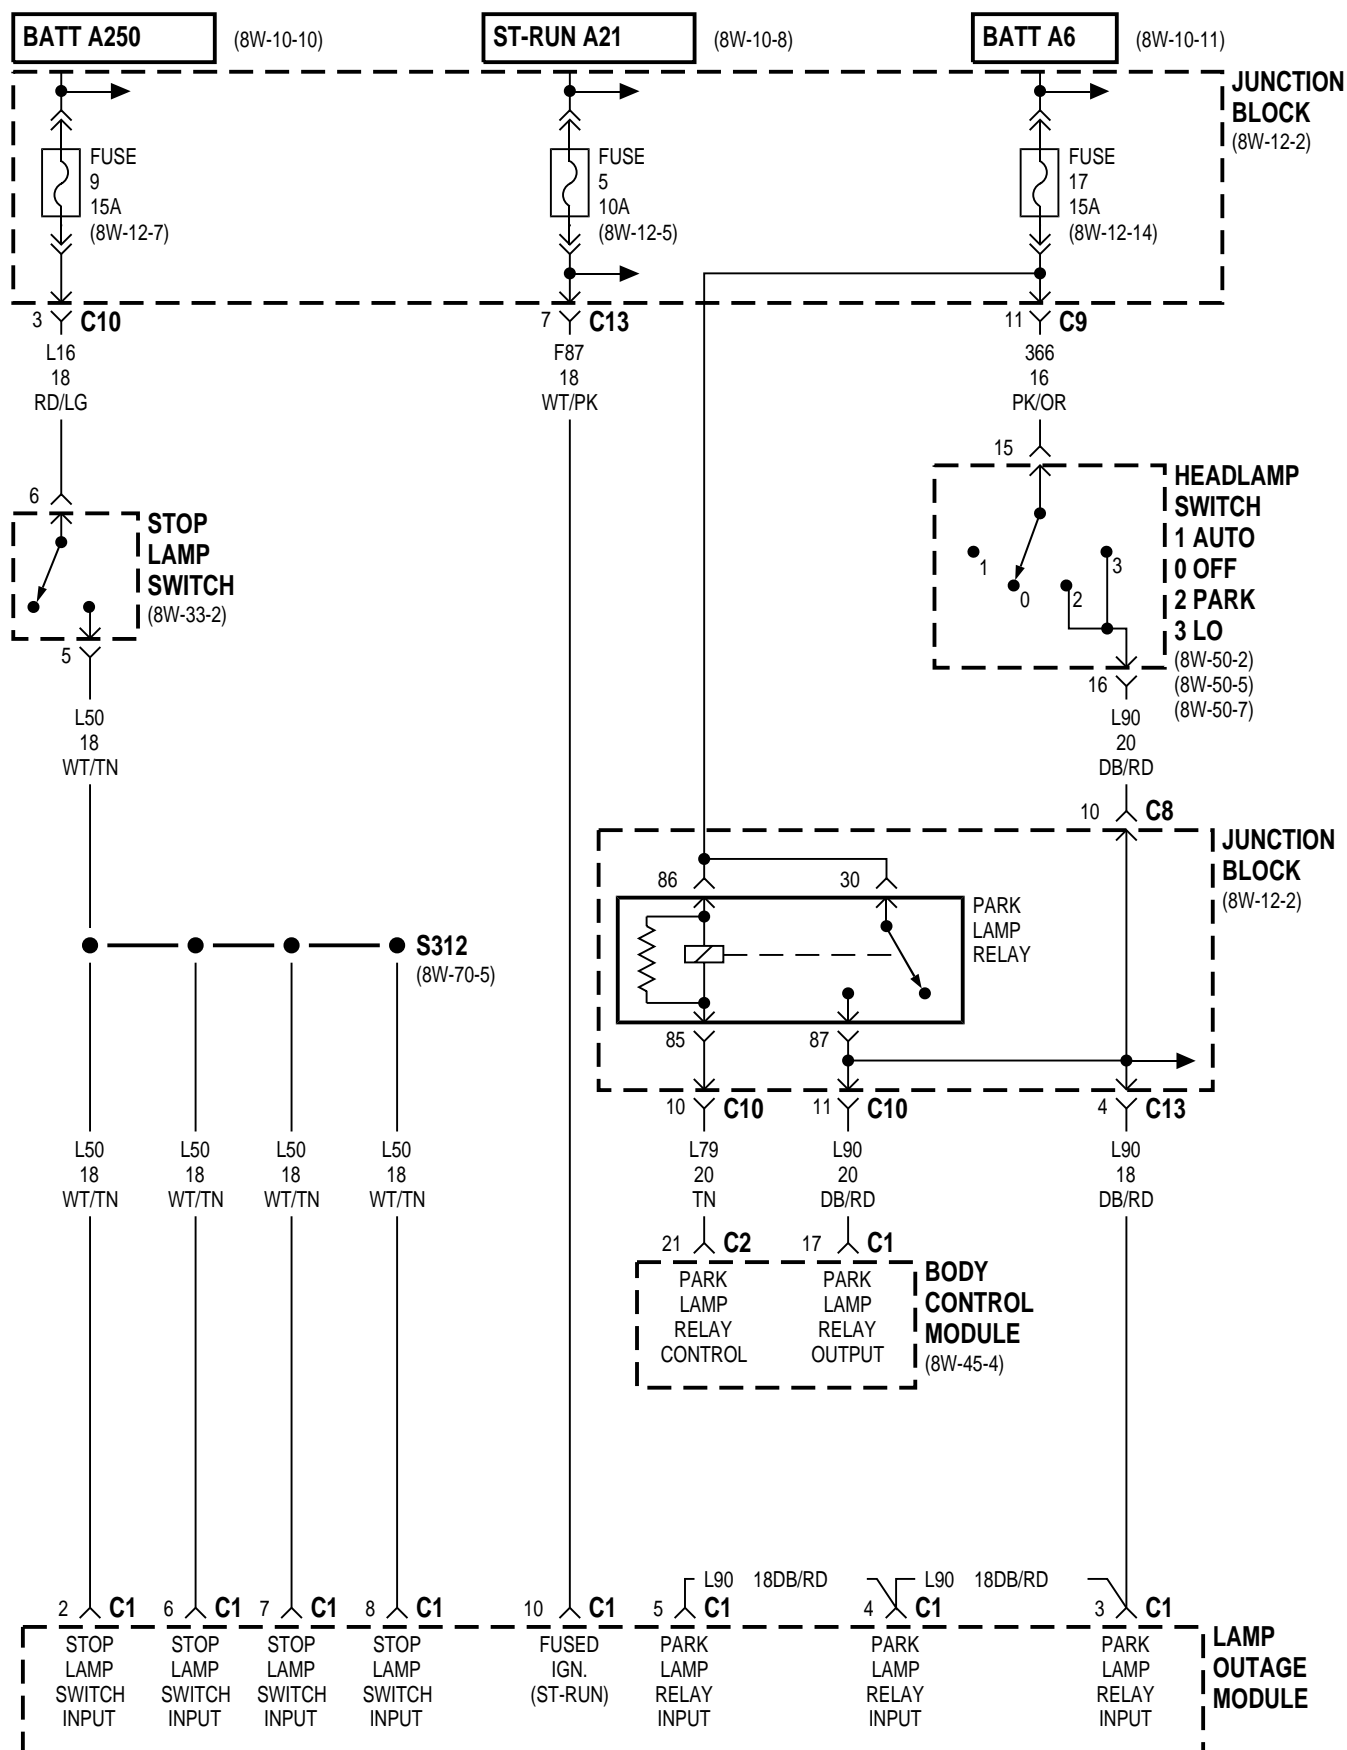 BATT A250
(8W-10-10)
ST-RUN A21
(8W-10-8)
BATT A6
(8W-10-11)
JUNCTION
BLOCK
(8W-12-2)
FUSE
9
15A
(8W-12-7)
FUSE
5
10A
(8W-12-5)
FUSE
17
15A
(8W-12-14)
3
C10
7
C13
11
C9
L16
18
RD/LG
F87
18
WT/PK
366
16
PK/OR
15
HEADLAMP
SWITCH
1 AUTO
0 OFF
2 PARK
3 LO
(8W-50-2)
(8W-50-5)
(8W-50-7)
1
0
2
3
16
6
STOP
LAMP
SWITCH
(8W-33-2)
5
L50
18
WT/TN
L90
20
DB/RD
10
C8
JUNCTION
BLOCK
(8W-12-2)
86
30
PARK
LAMP
RELAY
S312
(8W-70-5)
85
87
10
C10
11
C10
4
C13
L50
18
WT/TN
L50
18
WT/TN
L50
18
WT/TN
L50
18
WT/TN
L79
20
TN
L90
20
DB/RD
L90
18
DB/RD
21
C2
17
C1
PARK
LAMP
RELAY
CONTROL
PARK
LAMP
RELAY
OUTPUT
BODY
CONTROL
MODULE
(8W-45-4)
L90
18DB/RD
L90
18DB/RD
2
C1
6
C1
7
C1
8
C1
10
C1
5
C1
4
C1
3
C1
STOP
LAMP
SWITCH
INPUT
STOP
LAMP
SWITCH
INPUT
STOP
LAMP
SWITCH
INPUT
STOP
LAMP
SWITCH
INPUT
FUSED
IGN.
(ST-RUN)
PARK
LAMP
RELAY
INPUT
PARK
LAMP
RELAY
INPUT
PARK
LAMP
RELAY
INPUT
LAMP
OUTAGE
MODULE